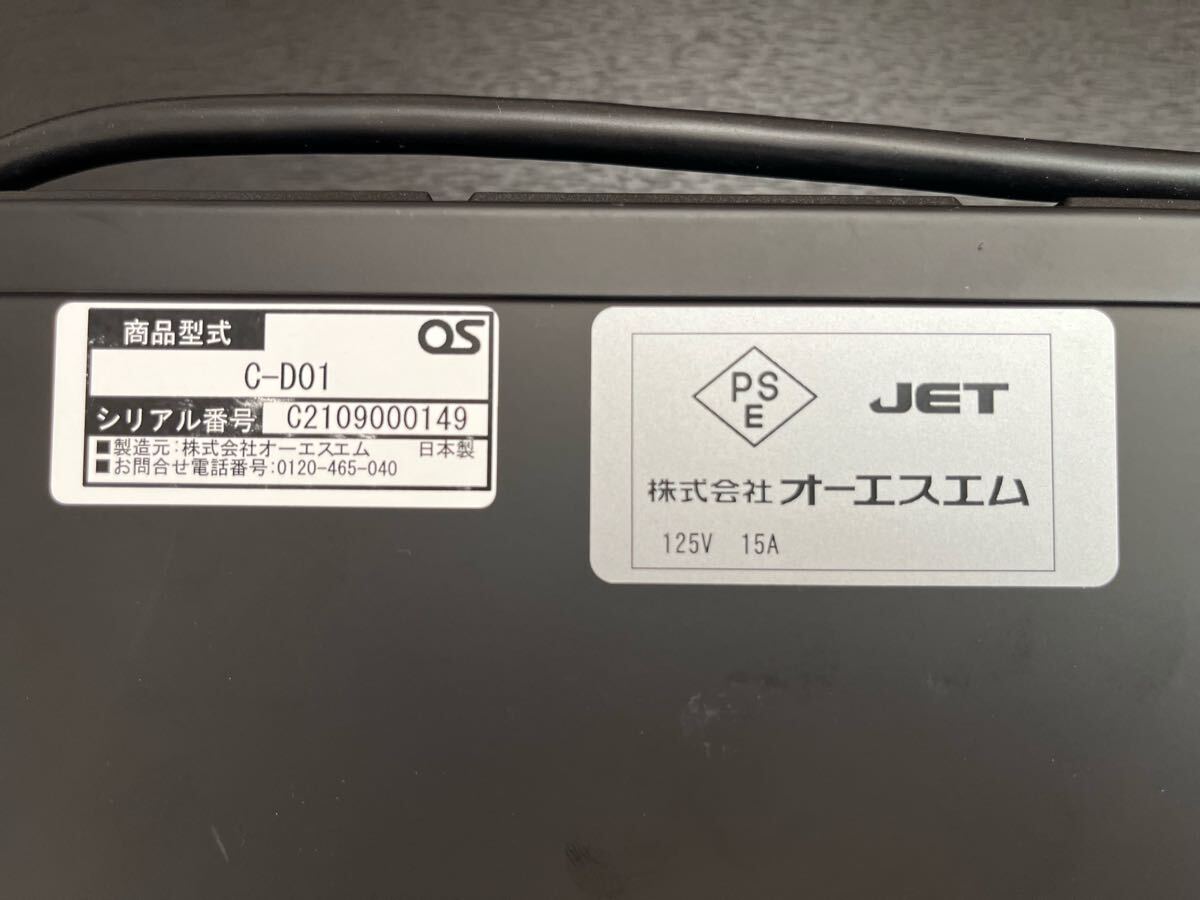 商品型式
OS
C-D01
シリアル番号 C2109000149
■製造元:株式会社オーエスエム 日本製
■お問合せ電話番号:0120-465-040
PS
E
JET
株式会社オーエスエム
125V 15A